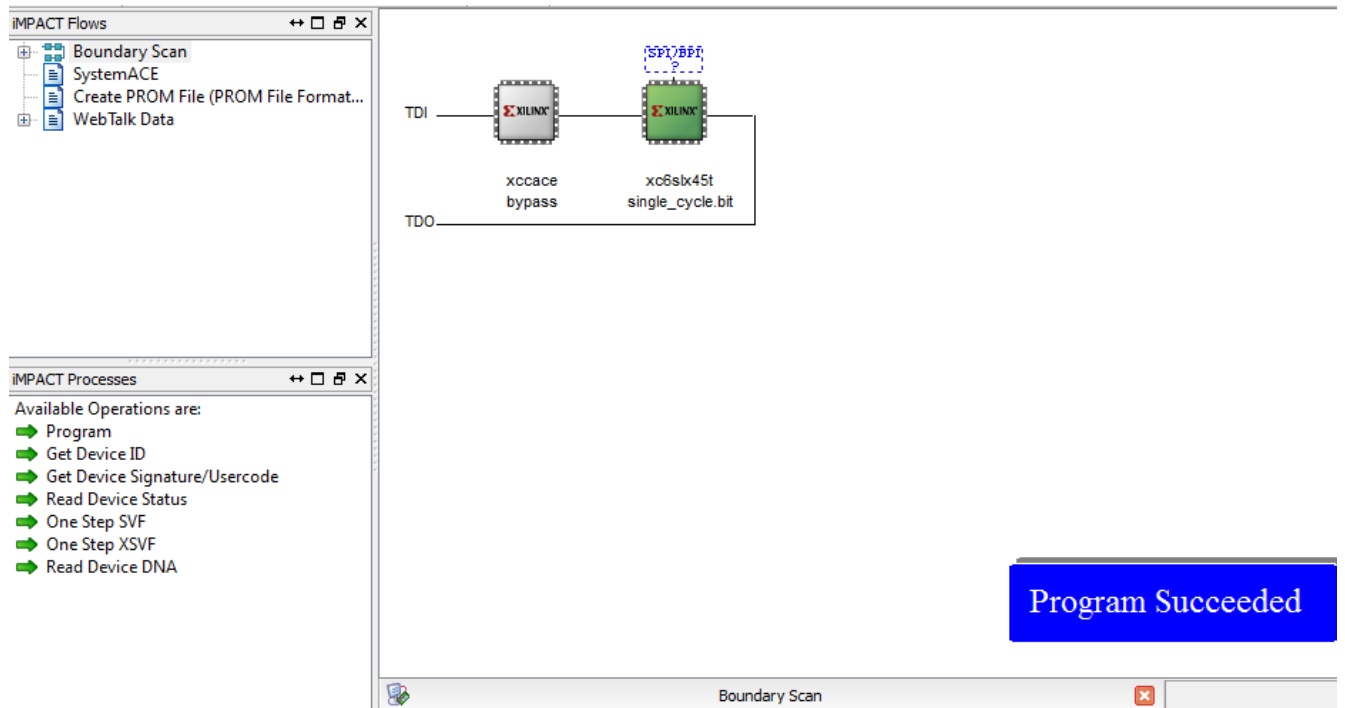 iMPACT Flows
Boundary Scan
SystemACE
Create PROM File (PROM File Format...
WebTalk Data
iMPACT Processes
Available Operations are:
Program
Get Device ID
Get Device Signature/Usercode
Read Device Status
One Step SVF
One Step XSVF
Read Device DNA
SPI/BPI
?
TDI
XILINX
XILINX
xccace
xc6slx45t
bypass
single_cycle.bit
TDO
Program Succeeded
Boundary Scan